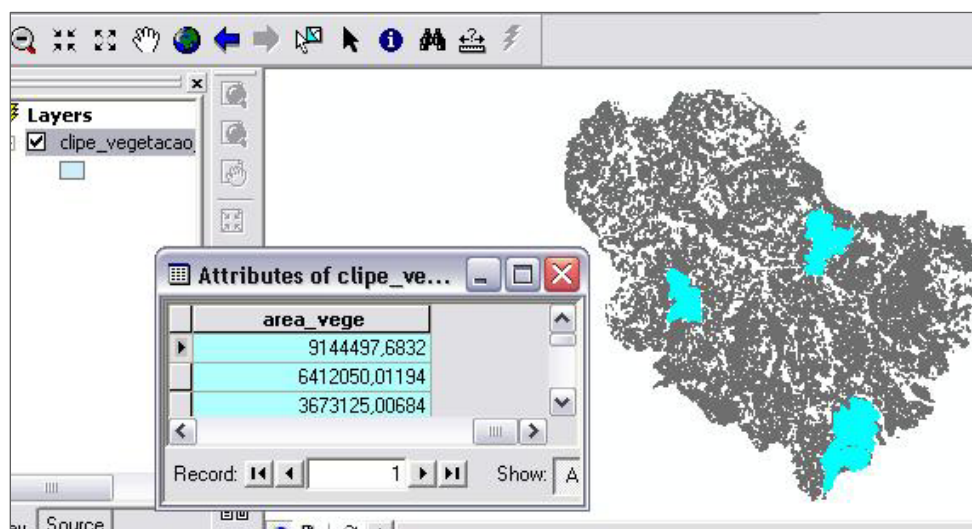 Layers
clipe_vegetacao_
Attributes of clipe_ve...
area_vege
9144497,6832
6412050,01194
3673125,00684
Record: 1 Show: A
Source